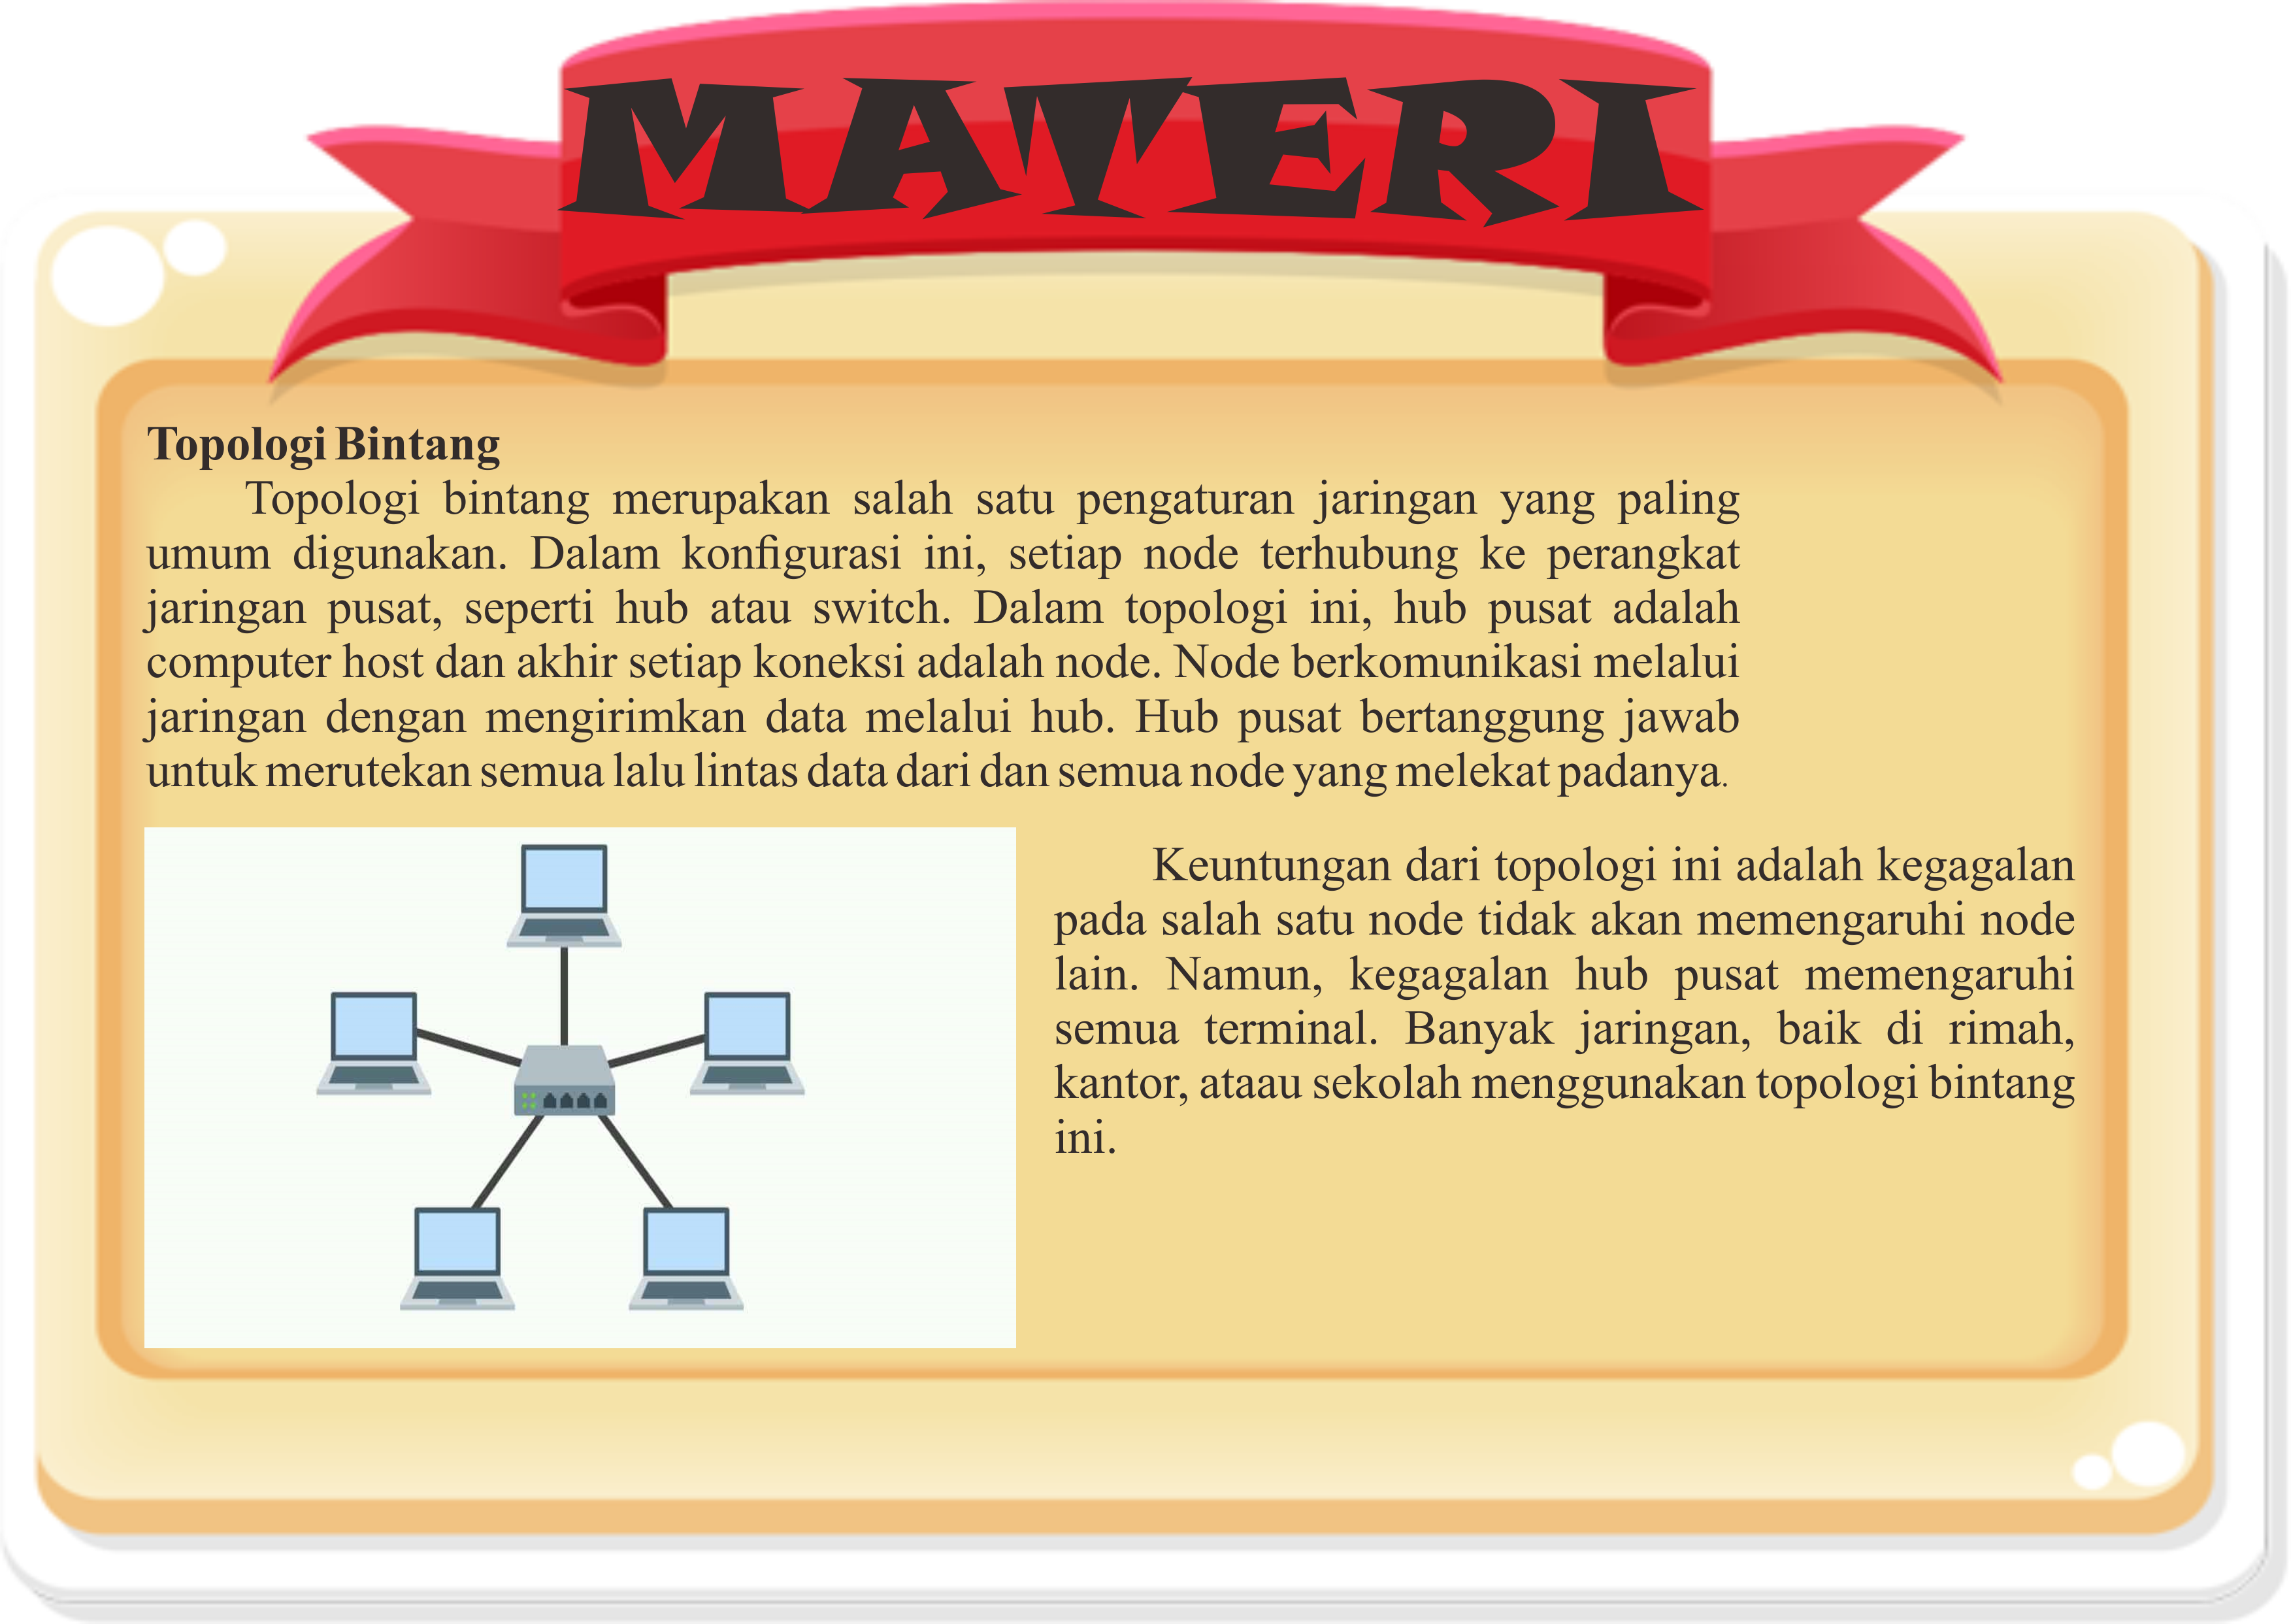 MATERI
Topologi Bintang
Topologi bintang merupakan salah satu pengaturan jaringan yang paling
umum digunakan. Dalam konfigurasi ini, setiap node terhubung ke perangkat
jaringan pusat, seperti hub atau switch. Dalam topologi ini, hub pusat adalah
computer host dan akhir setiap koneksi adalah node. Node berkomunikasi melalui
jaringan dengan mengirimkan data melalui hub. Hub pusat bertanggung jawab
untuk merutekan semua lalu lintas data dari dan semua node yang melekat padanya.
Keuntungan dari topologi ini adalah kegagalan
pada salah satu node tidak akan memengaruhi node
lain. Namun, kegagalan hub pusat memengaruhi
semua terminal. Banyak jaringan, baik di rimah,
kantor, ataau sekolah menggunakan topologi bintang
ini.